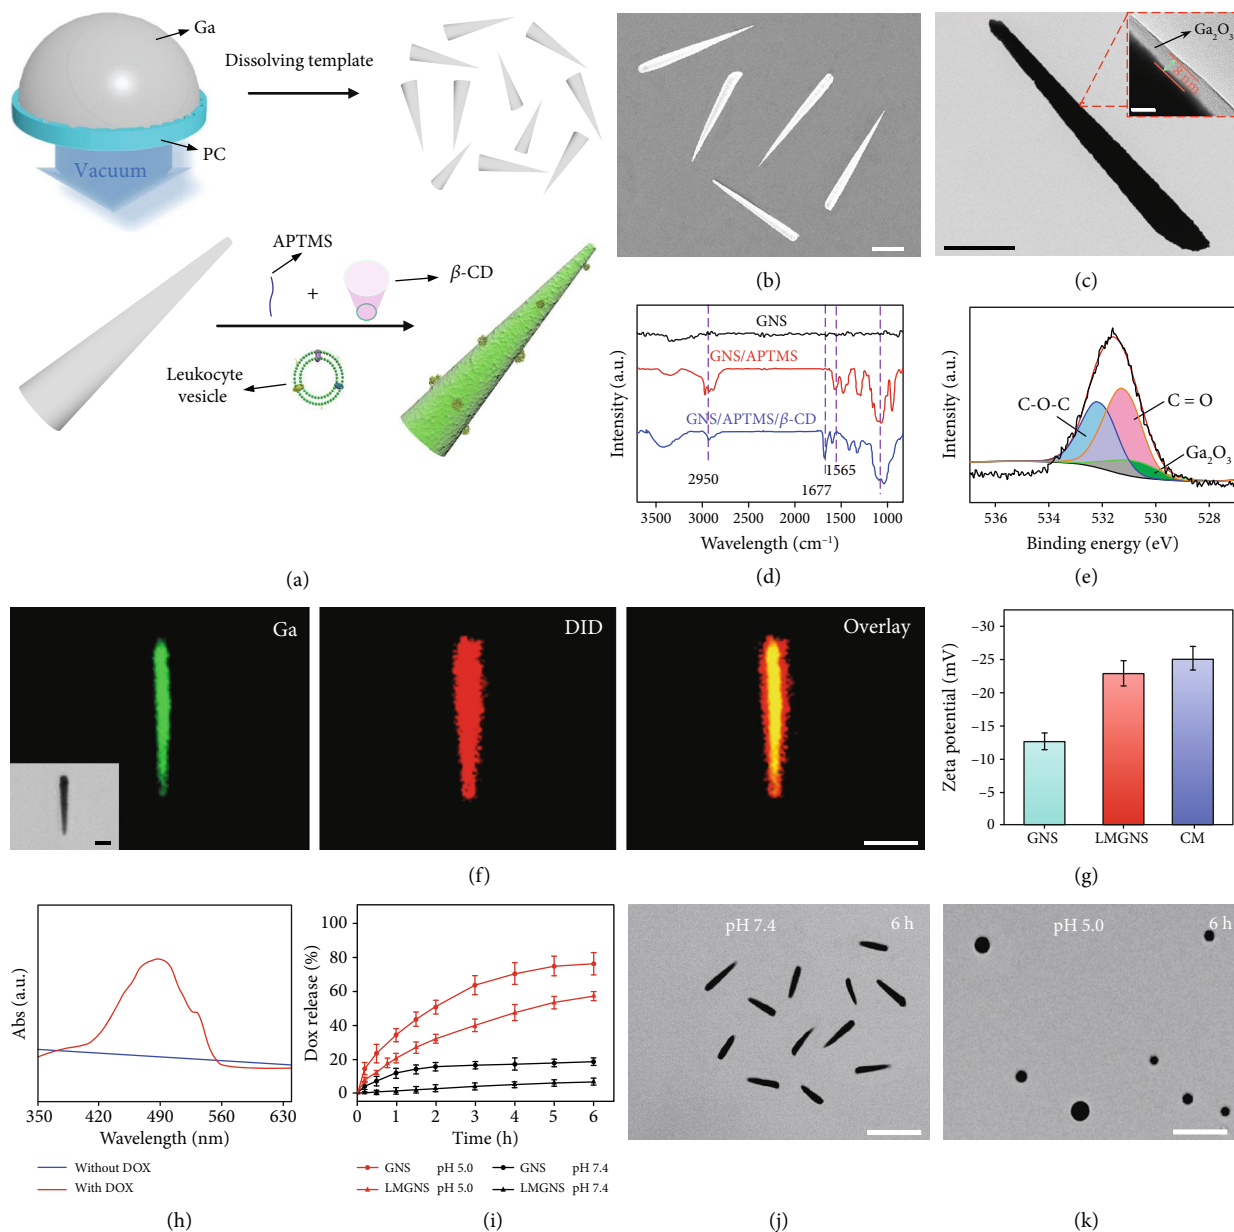 Ga
Dissolving template
PC
Vacuum
APTMS
+
β-CD
Leukocyte
vesicle
(a)
(b)
Ga₂O₃
8 nm
(c)
Intensity (a.u.)
GNS
GNS/APTMS
GNS/APTMS/β-CD
2950
1565
1677
3500 3000 2500 2000 1500 1000
Wavelength (cm⁻¹)
(d)
Intensity (a.u.)
C-O-C
C = O
Ga₂O₃
536 534 532 530 528
Binding energy (eV)
(e)
Ga
DID
Overlay
(f)
Zeta potential (mV)
−30
−25
−20
−15
−10
−5
0
GNS LMGNS CM
(g)
Abs (a.u.)
350 420 490 560 630
Wavelength (nm)
Without DOX
With DOX
(h)
Dox release (%)
100
80
60
40
20
0
0 1 2 3 4 5 6
Time (h)
GNS pH 5.0 GNS pH 7.4
LMGNS pH 5.0 LMGNS pH 7.4
(i)
pH 7.4 6 h
(j)
pH 5.0 6 h
(k)